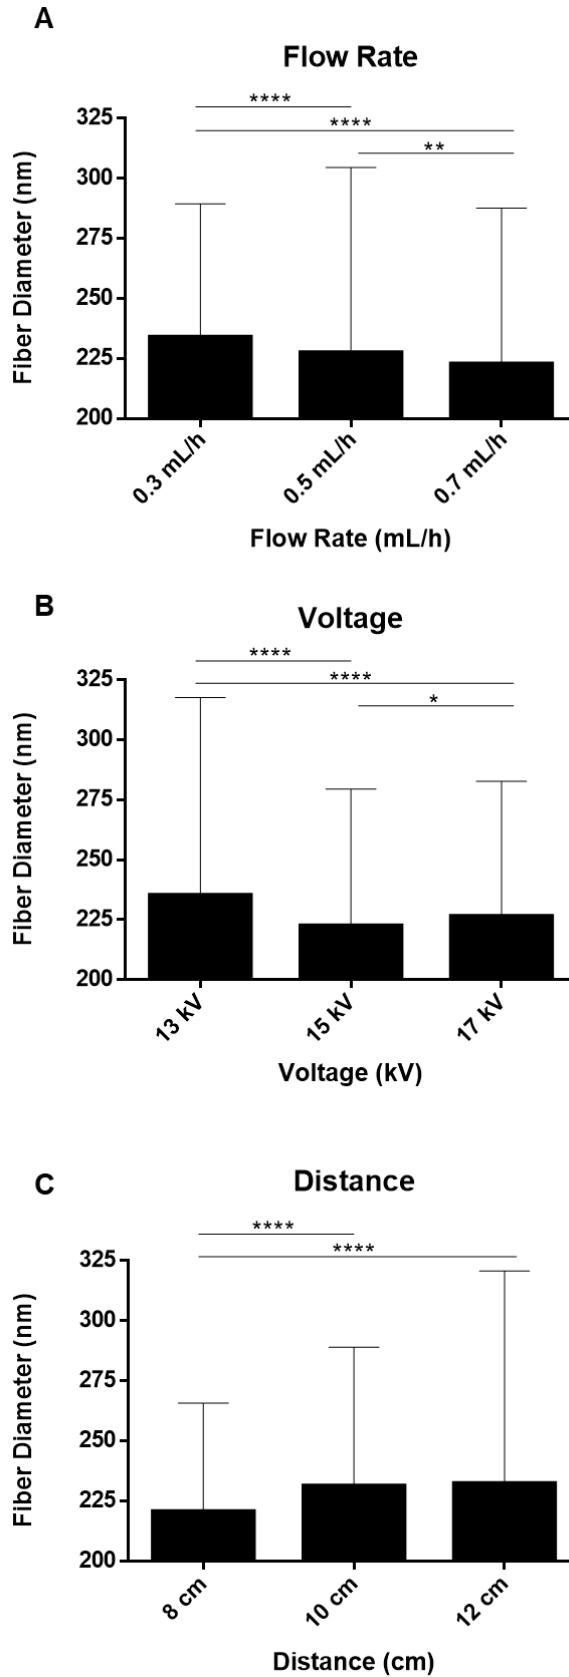 A
Flow Rate
****
****
**
Fiber Diameter (nm)
325
300
275
250
225
200
0.3 mL/h
0.5 mL/h
0.7 mL/h
Flow Rate (mL/h)
B
Voltage
****
****
*
Fiber Diameter (nm)
325
300
275
250
225
200
13 kV
15 kV
17 kV
Voltage (kV)
C
Distance
****
****
Fiber Diameter (nm)
325
300
275
250
225
200
8 cm
10 cm
12 cm
Distance (cm)